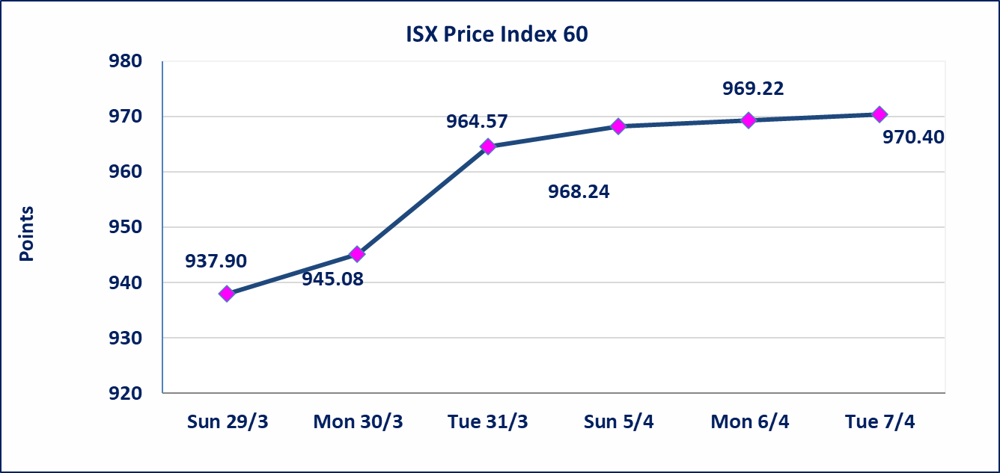 ISX Price Index 60
Points
980
970
960
950
940
930
920
937.90
945.08
964.57
968.24
969.22
970.40
Sun 29/3
Mon 30/3
Tue 31/3
Sun 5/4
Mon 6/4
Tue 7/4